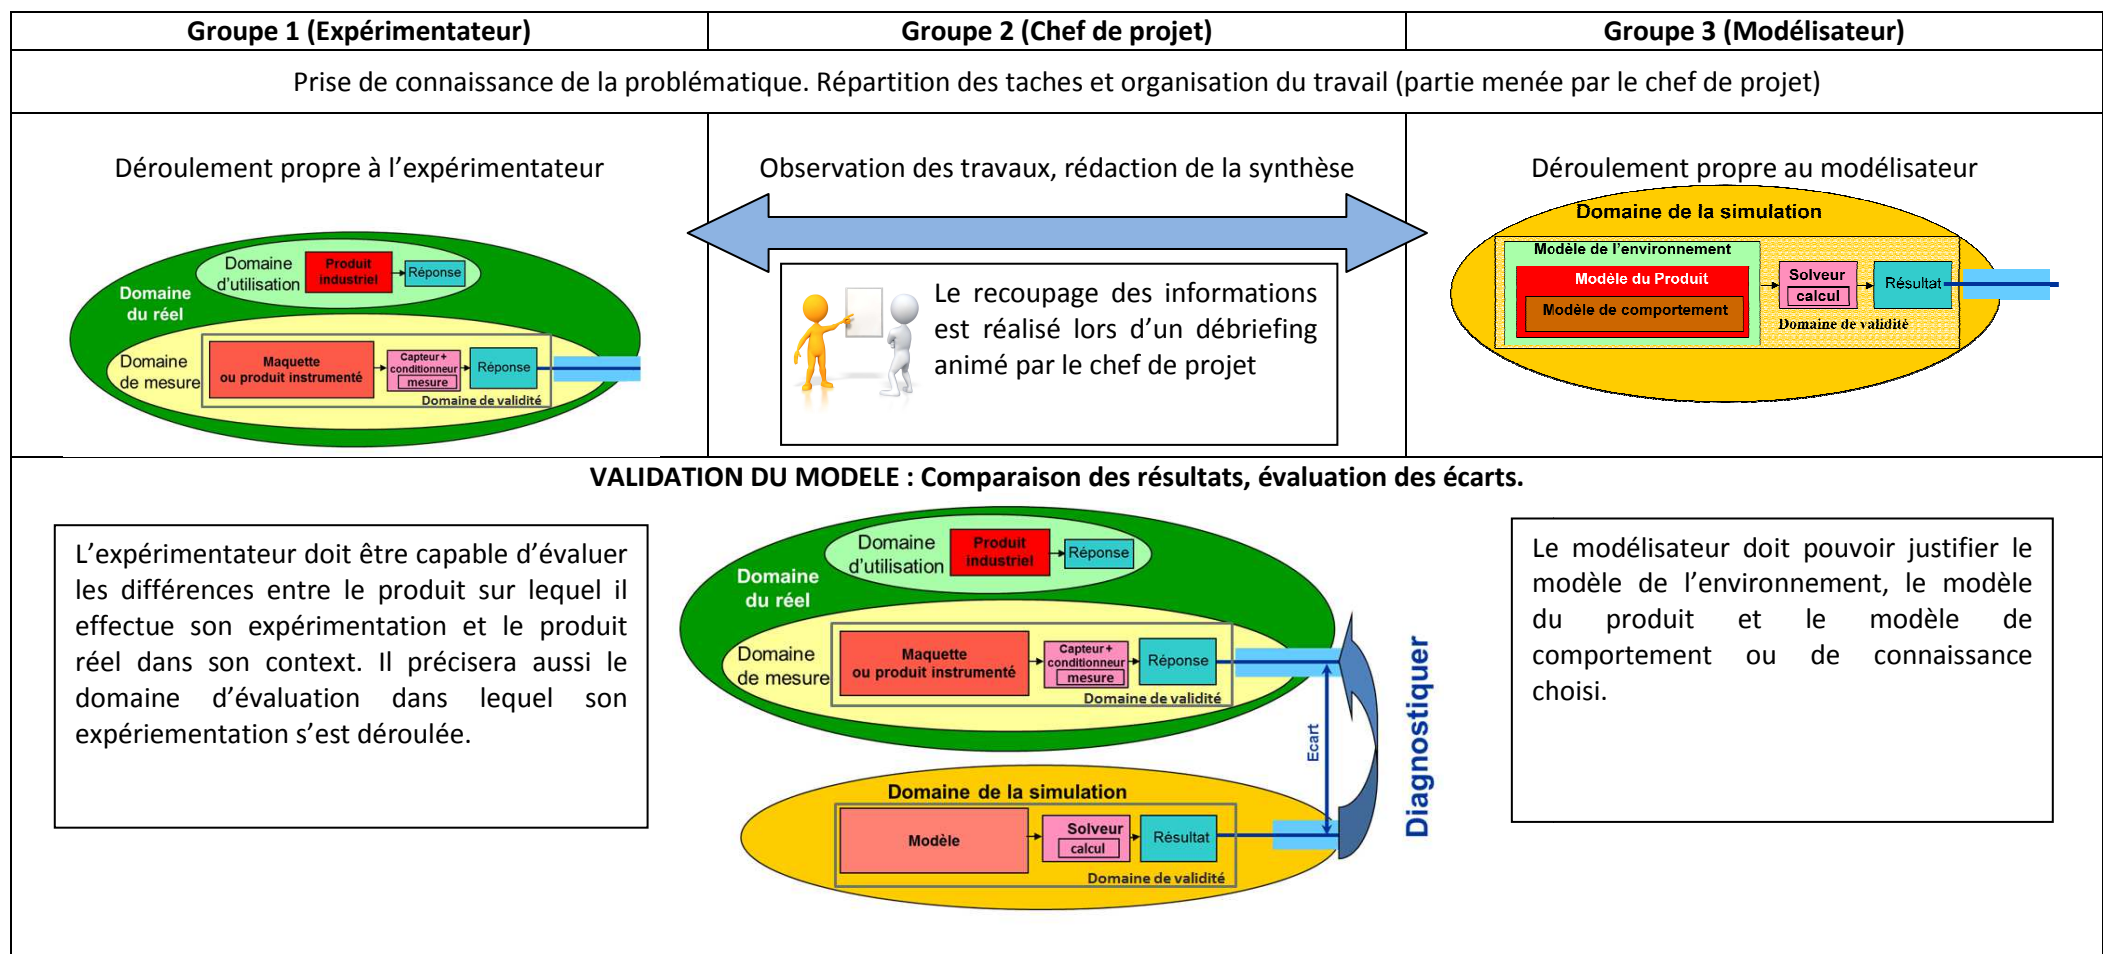 Groupe 1 (Expérimentateur)
Groupe 2 (Chef de projet)
Groupe 3 (Modélisateur)
Prise de connaissance de la problématique. Répartition des taches et organisation du travail (partie menée par le chef de projet)
Déroulement propre à l’expérimentateur
Domaine
d’utilisation
Produit
industriel
Réponse
Domaine
du réel
Domaine
de mesure
Maquette
ou produit instrumenté
Capteur +
conditionneur
mesure
Réponse
Domaine de validité
Observation des travaux, rédaction de la synthèse
Le recoupage des informations
est réalisé lors d’un débriefing
animé par le chef de projet
Déroulement propre au modélisateur
Domaine de la simulation
Modèle de l’environnement
Modèle du Produit
Modèle de comportement
Solveur
calcul
Résultat
Domaine de validité
VALIDATION DU MODELE : Comparaison des résultats, évaluation des écarts.
L’expérimentateur doit être capable d’évaluer
les différences entre le produit sur lequel il
effectue son expérimentation et le produit
réel dans son context. Il précisera aussi le
domaine d’évaluation dans lequel son
expériementation s’est déroulée.
Domaine
d’utilisation
Produit
industriel
Réponse
Domaine
du réel
Domaine
de mesure
Maquette
ou produit instrumenté
Capteur +
conditionneur
mesure
Réponse
Domaine de validité
Ecart
Diagnostiquer
Domaine de la simulation
Modèle
Solveur
calcul
Résultat
Domaine de validité
Le modélisateur doit pouvoir justifier le
modèle de l’environnement, le modèle
du produit et le modèle de
comportement ou de connaissance
choisi.